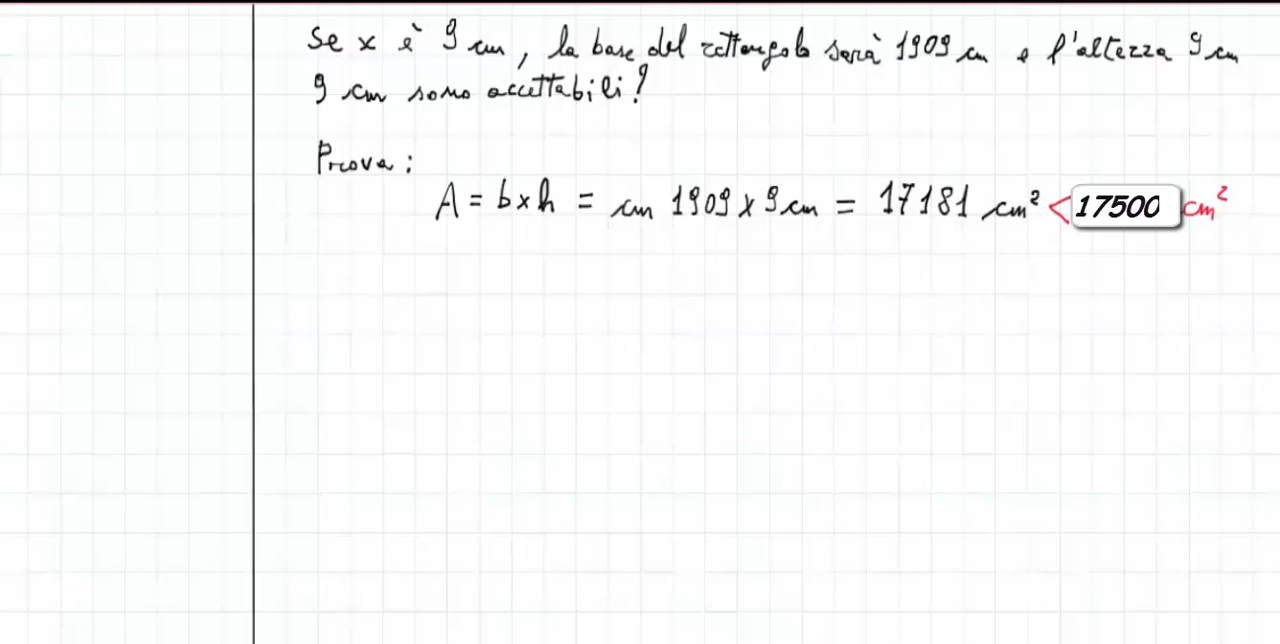 Se x è 9 cm, la base del rettangolo sarà 1909 cm e l'altezza 9 cm
9 cm sono accettabili?
Prova:
A = b x h = cm 1909 x 9 cm = 17181 cm² < 17500 cm²